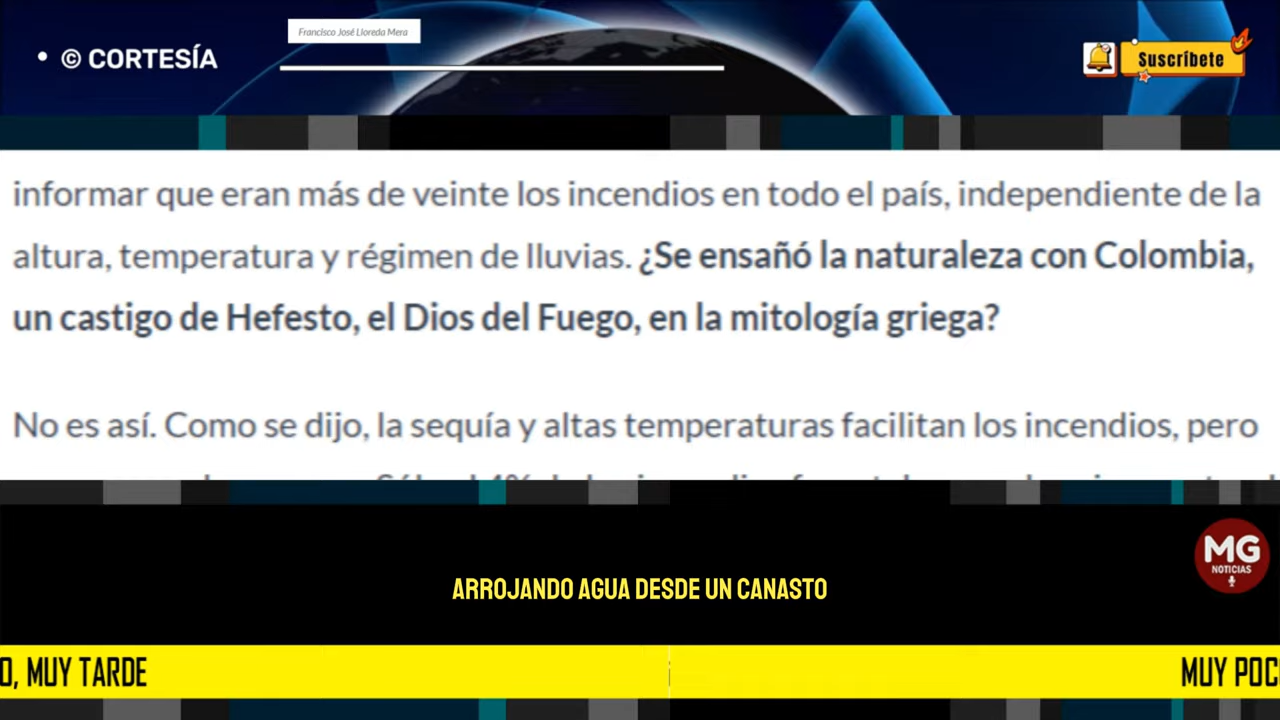 Francisco José Lloreda Mera
• © CORTESÍA
Suscríbete
informar que eran más de veinte los incendios en todo el país, independiente de la
altura, temperatura y régimen de lluvias. ¿Se ensañó la naturaleza con Colombia,
un castigo de Hefesto, el Dios del Fuego, en la mitología griega?
No es así. Como se dijo, la sequía y altas temperaturas facilitan los incendios, pero
MG
NOTICIAS
ARROJANDO AGUA DESDE UN CANASTO
O, MUY TARDE
MUY POC